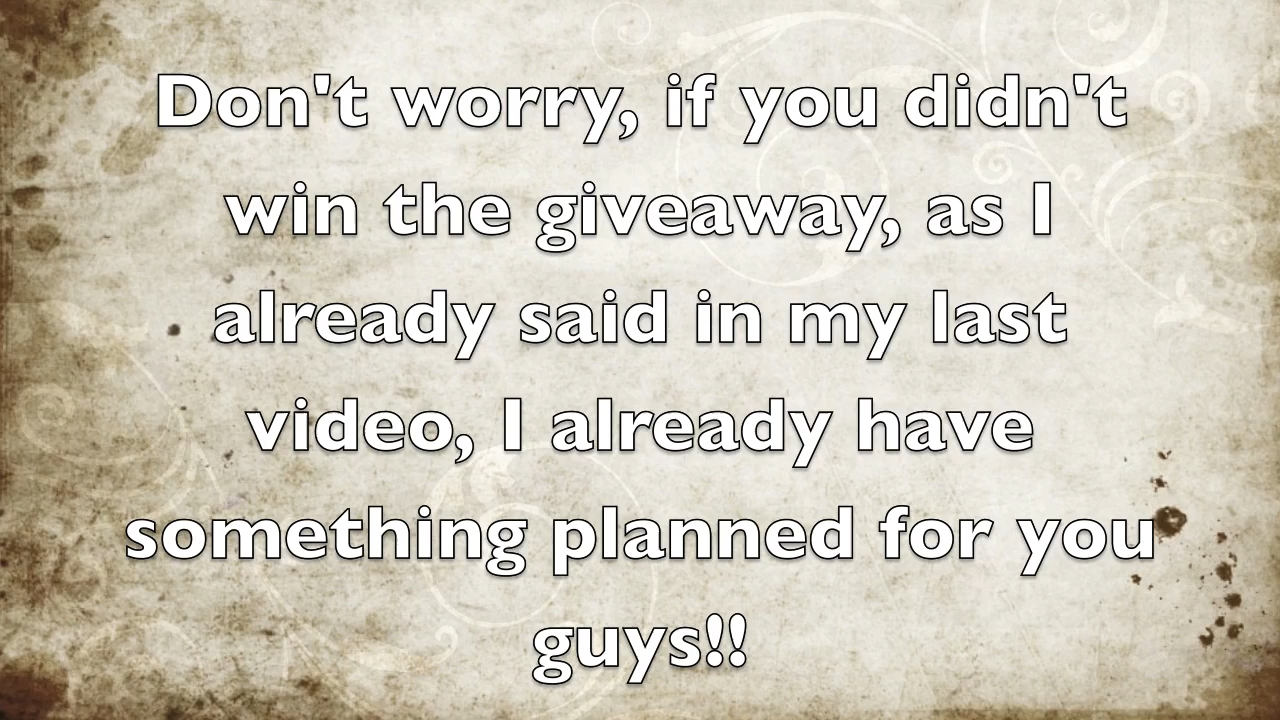 Don't worry, if you didn't
win the giveaway, as I
already said in my last
video, I already have
something planned for you
guys!!